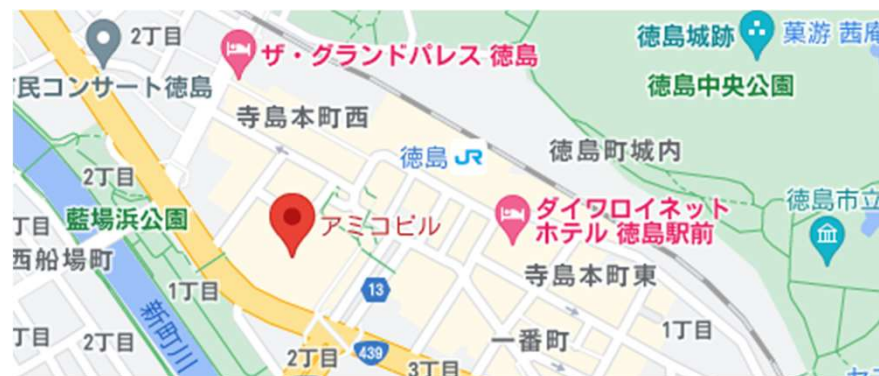 2丁目
徳島城跡
菓游 茜庵
ザ・グランドパレス 徳島
民コンサート徳島
徳島中央公園
寺島本町西
徳島 JR
徳島町城内
2丁目
ダイワロイネット
ホテル 徳島駅前
徳島市立
丁目
藍場浜公園
アミコビル
西船場町
寺島本町東
1丁目
13
新町川
丁目
2丁目
一番町
1丁目
2丁目
439
3丁目